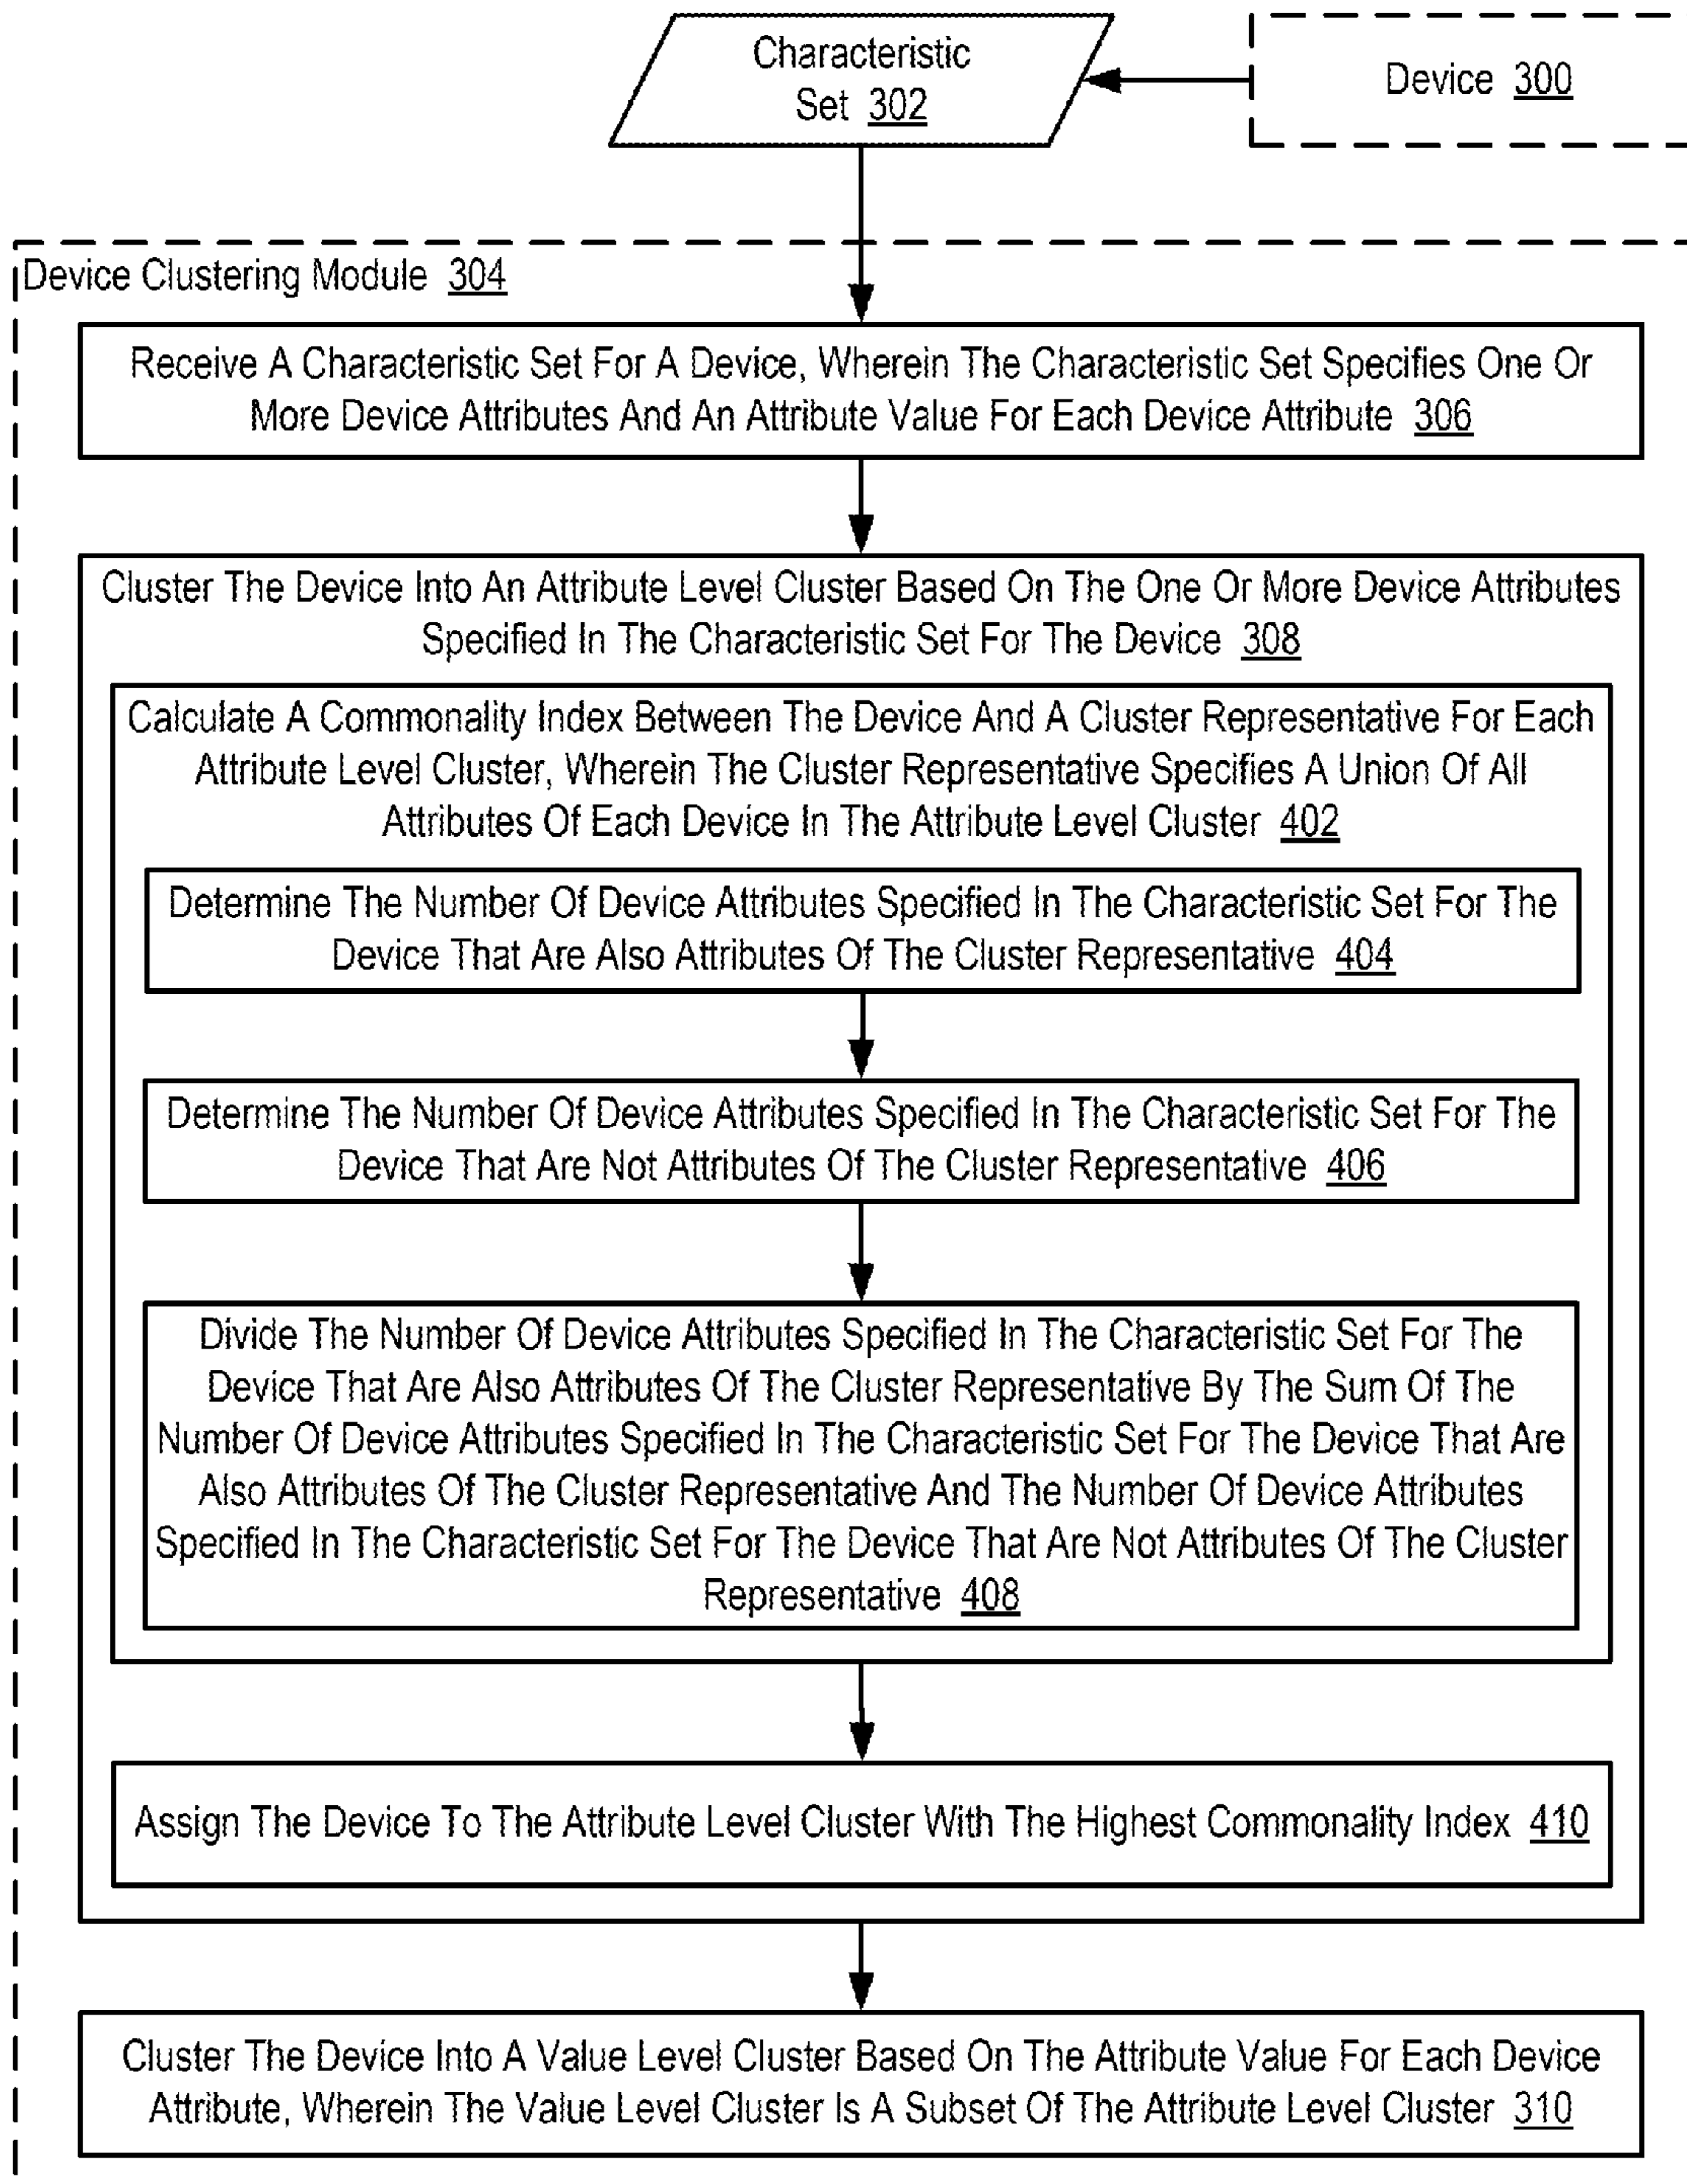 Characteristic
Set 302
Device 300
Device Clustering Module 304
Receive A Characteristic Set For A Device, Wherein The Characteristic Set Specifies One Or
More Device Attributes And An Attribute Value For Each Device Attribute 306
Cluster The Device Into An Attribute Level Cluster Based On The One Or More Device Attributes
Specified In The Characteristic Set For The Device 308
Calculate A Commonality Index Between The Device And A Cluster Representative For Each
Attribute Level Cluster, Wherein The Cluster Representative Specifies A Union Of All
Attributes Of Each Device In The Attribute Level Cluster 402
Determine The Number Of Device Attributes Specified In The Characteristic Set For The
Device That Are Also Attributes Of The Cluster Representative 404
Determine The Number Of Device Attributes Specified In The Characteristic Set For The
Device That Are Not Attributes Of The Cluster Representative 406
Divide The Number Of Device Attributes Specified In The Characteristic Set For The
Device That Are Also Attributes Of The Cluster Representative By The Sum Of The
Number Of Device Attributes Specified In The Characteristic Set For The Device That Are
Also Attributes Of The Cluster Representative And The Number Of Device Attributes
Specified In The Characteristic Set For The Device That Are Not Attributes Of The Cluster
Representative 408
Assign The Device To The Attribute Level Cluster With The Highest Commonality Index 410
Cluster The Device Into A Value Level Cluster Based On The Attribute Value For Each Device
Attribute, Wherein The Value Level Cluster Is A Subset Of The Attribute Level Cluster 310